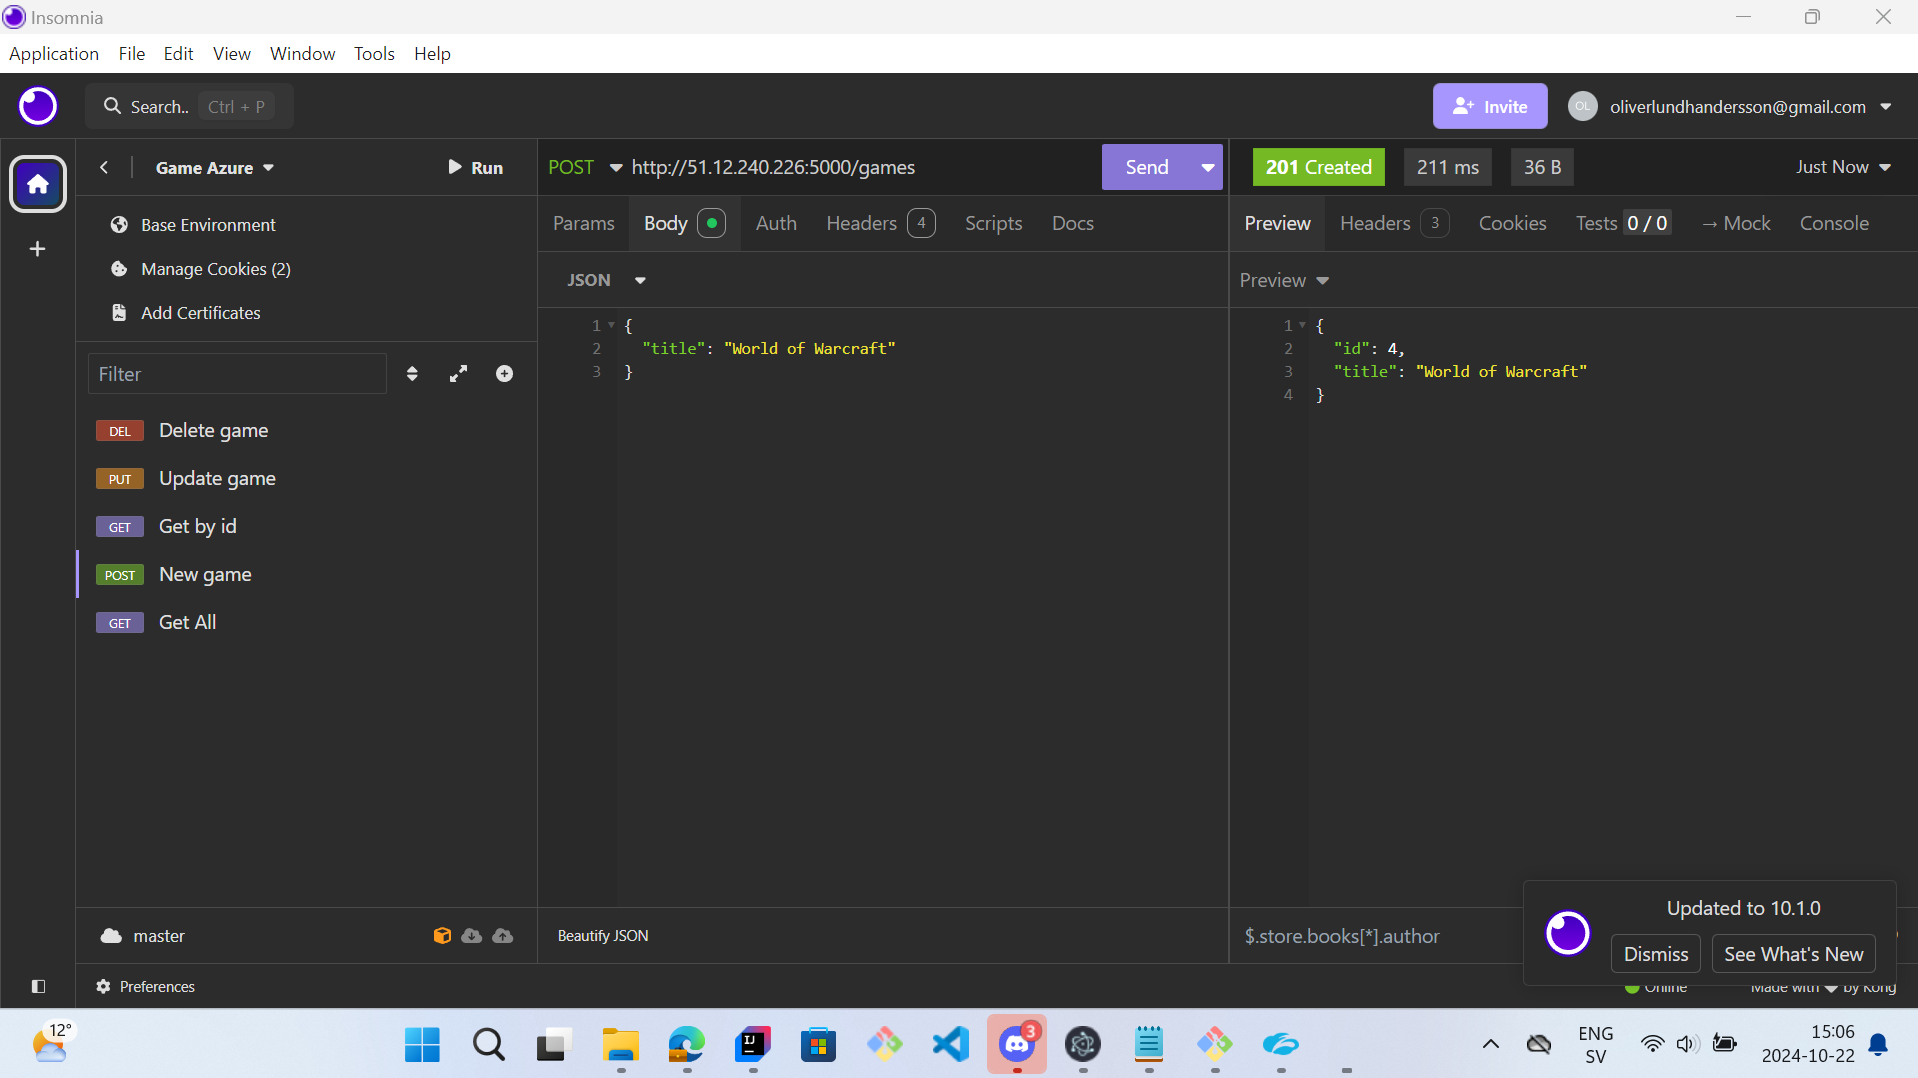 Insomnia
Application File Edit View Window Tools Help
Search.. Ctrl + P
Invite
OL
oliverlundhandersson@gmail.com
Game Azure
Run
POST http://51.12.240.226:5000/games
Send
201 Created
211 ms
36 B
Just Now
Base Environment
Manage Cookies (2)
Add Certificates
Params Body Auth Headers 4 Scripts Docs
Preview Headers 3 Cookies Tests 0 / 0 → Mock Console
JSON
Preview
Filter
1 {
2 "title": "World of Warcraft"
3 }
1 {
2 "id": 4,
3 "title": "World of Warcraft"
4 }
DEL Delete game
PUT Update game
GET Get by id
POST New game
GET Get All
master
Beautify JSON
$.store.books[*].author
Updated to 10.1.0
Dismiss
See What's New
Preferences
Online
Made with ❤ by Kong
12°
IJ
3
ENG
SV
15:06
2024-10-22